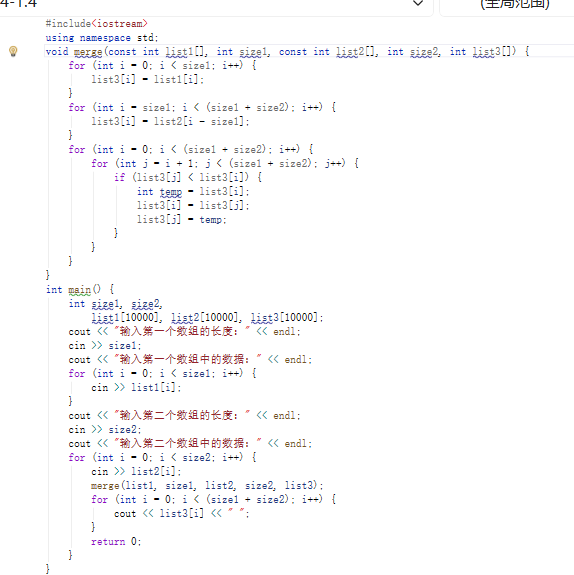 4-1.4
(全局范围)
#include<iostream>
using namespace std;
void merge(const int list1[], int size1, const int list2[], int size2, int list3[]) {
for (int i = 0; i < size1; i++) {
list3[i] = list1[i];
}
for (int i = size1; i < (size1 + size2); i++) {
list3[i] = list2[i - size1];
}
for (int i = 0; i < (size1 + size2); i++) {
for (int j = i + 1; j < (size1 + size2); j++) {
if (list3[j] < list3[i]) {
int temp = list3[i];
list3[i] = list3[j];
list3[j] = temp;
}
}
}
}
int main() {
int size1, size2,
list1[10000], list2[10000], list3[10000];
cout << "输入第一个数组的长度：" << endl;
cin >> size1;
cout << "输入第一个数组中的数据：" << endl;
for (int i = 0; i < size1; i++) {
cin >> list1[i];
}
cout << "输入第二个数组的长度：" << endl;
cin >> size2;
cout << "输入第二个数组中的数据：" << endl;
for (int i = 0; i < size2; i++) {
cin >> list2[i];
merge(list1, size1, list2, size2, list3);
for (int i = 0; i < (size1 + size2); i++) {
cout << list3[i] << " ";
}
return 0;
}
}